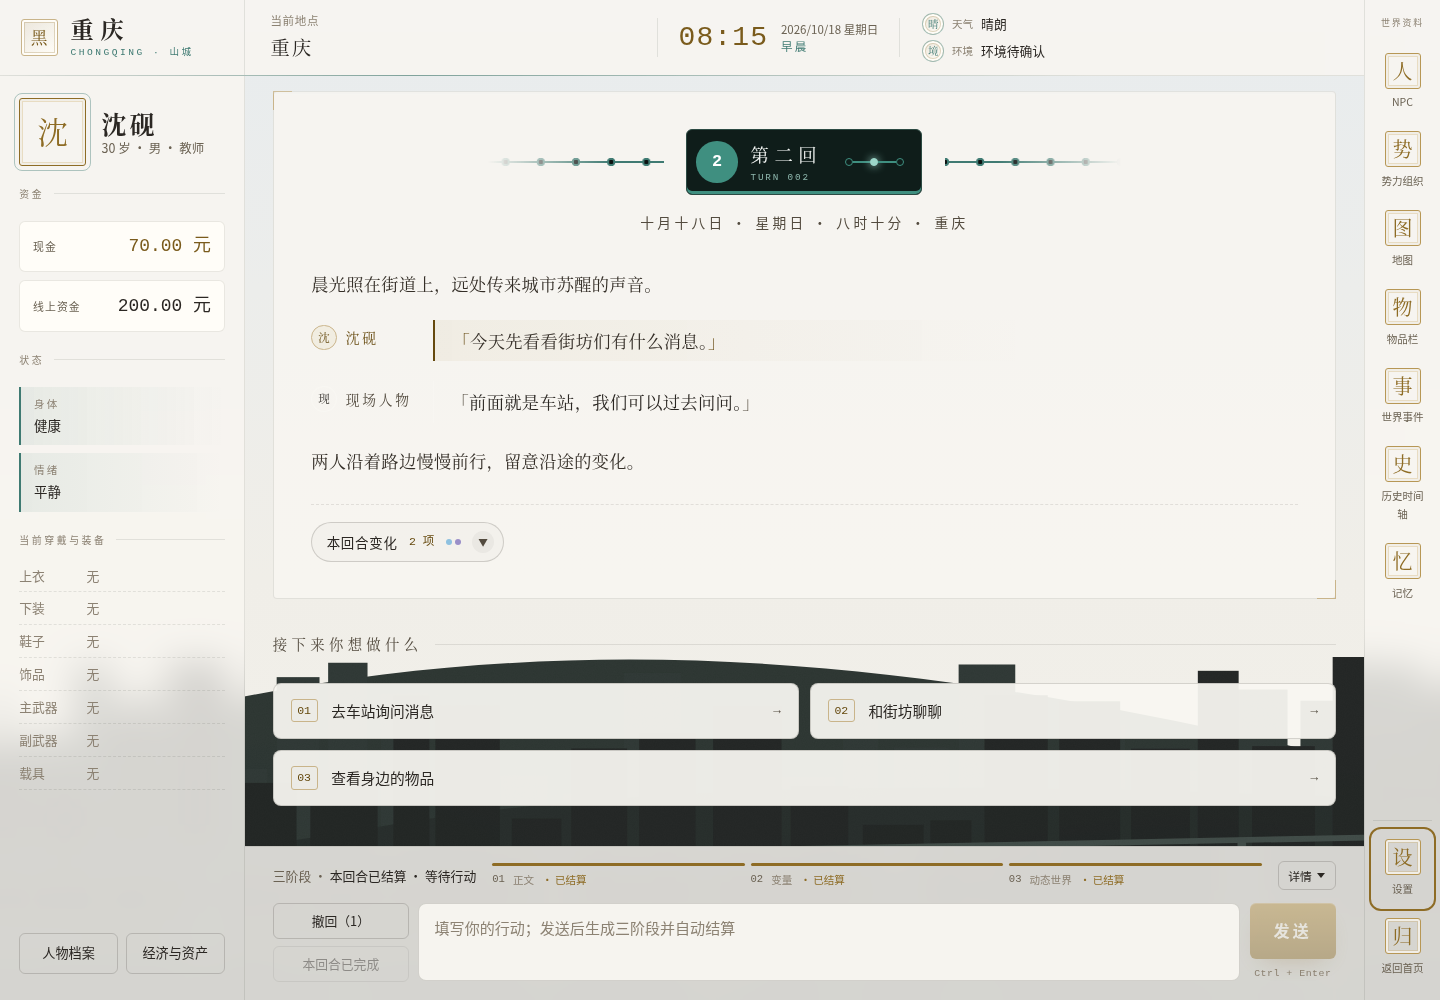 黑
重庆
CHONGQING · 山城
当前地点
重庆
08:15
2026/10/18 星期日
早晨
晴 天气 晴朗
境 环境 环境待确认
沈
沈砚
30 岁 • 男 • 教师
资金
现金 70.00 元
线上资金 200.00 元
状态
身体
健康
情绪
平静
当前穿戴与装备
上衣 无
下装 无
鞋子 无
饰品 无
主武器 无
副武器 无
载具 无
人物档案
经济与资产
2 第二回
TURN 002
十月十八日 • 星期日 • 八时十分 • 重庆
晨光照在街道上，远处传来城市苏醒的声音。
沈 沈砚 「今天先看看街坊们有什么消息。」
现 现场人物 「前面就是车站，我们可以过去问问。」
两人沿着路边慢慢前行，留意沿途的变化。
本回合变化 2 项 ▼
接下来你想做什么
01 去车站询问消息 →
02 和街坊聊聊 →
03 查看身边的物品 →
三阶段 • 本回合已结算 • 等待行动
01 正文 • 已结算
02 变量 • 已结算
03 动态世界 • 已结算
详情
撤回（1）
本回合已完成
填写你的行动；发送后生成三阶段并自动结算
发送
Ctrl + Enter
世界资料
人
NPC
势
势力组织
图
地图
物
物品栏
事
世界事件
史
历史时间
轴
忆
记忆
设
设置
归
返回首页